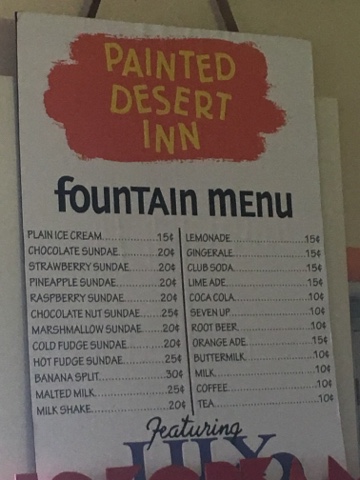 PAINTED
DESERT
INN
fountain menu
PLAIN ICE CREAM 15¢
CHOCOLATE SUNDAE 20¢
STRAWBERRY SUNDAE 20¢
PINEAPPLE SUNDAE 20¢
RASPBERRY SUNDAE 20¢
CHOCOLATE NUT SUNDAE 25¢
MARSHMALLOW SUNDAE 20¢
COLD FUDGE SUNDAE 20¢
HOT FUDGE SUNDAE 25¢
BANANA SPLIT 30¢
MALTED MILK 25¢
MILK SHAKE 20¢
LEMONADE 15¢
GINGERALE 15¢
CLUB SODA 15¢
LIME ADE 15¢
COCA COLA 10¢
SEVEN UP 10¢
ROOT BEER 10¢
ORANGE ADE 15¢
BUTTERMILK 10¢
MILK 10¢
COFFEE 10¢
TEA 10¢
Featuring
LILY